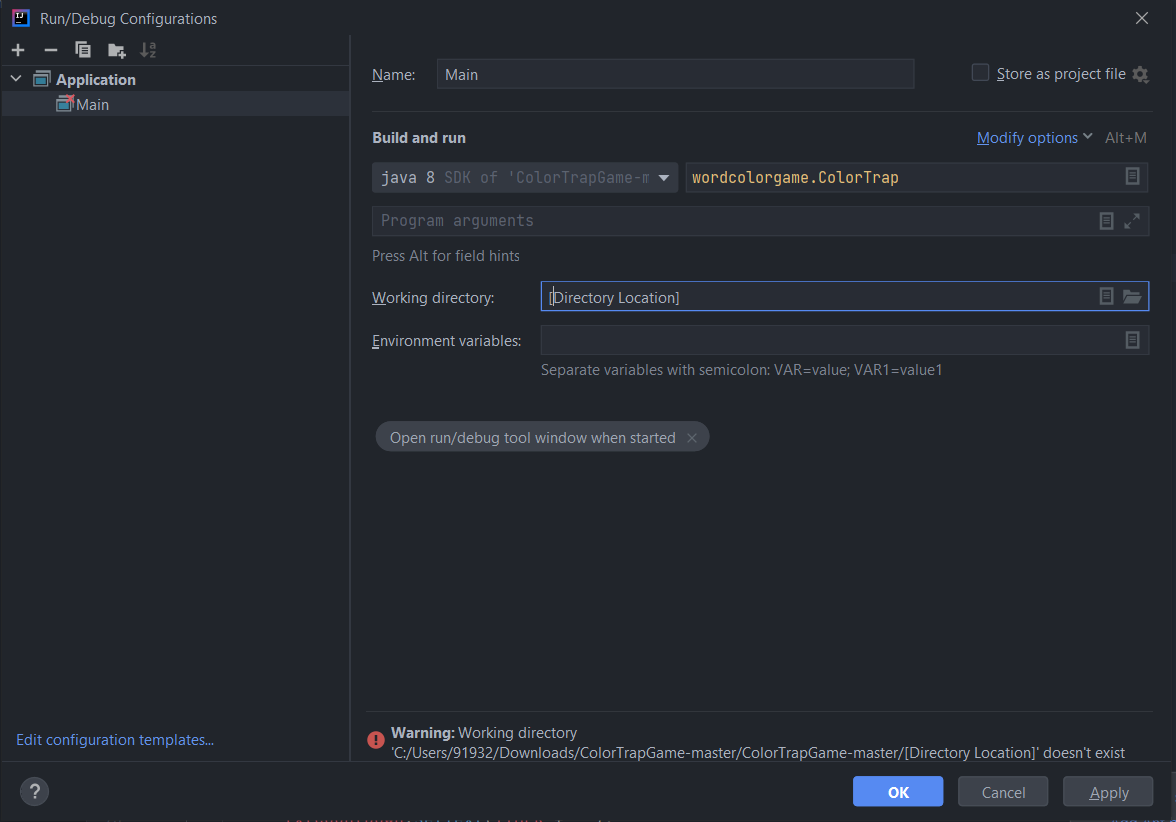 Run/Debug Configurations
Application
Main
Edit configuration templates...
Name: Main
Store as project file
Build and run
Modify options Alt+M
java 8 SDK of 'ColorTrapGame-m
wordcolorgame.ColorTrap
Program arguments
Press Alt for field hints
Working directory: [Directory Location]
Environment variables:
Separate variables with semicolon: VAR=value; VAR1=value1
Open run/debug tool window when started
Warning: Working directory
'C:/Users/91932/Downloads/ColorTrapGame-master/ColorTrapGame-master/[Directory Location]' doesn't exist
?
OK
Cancel
Apply